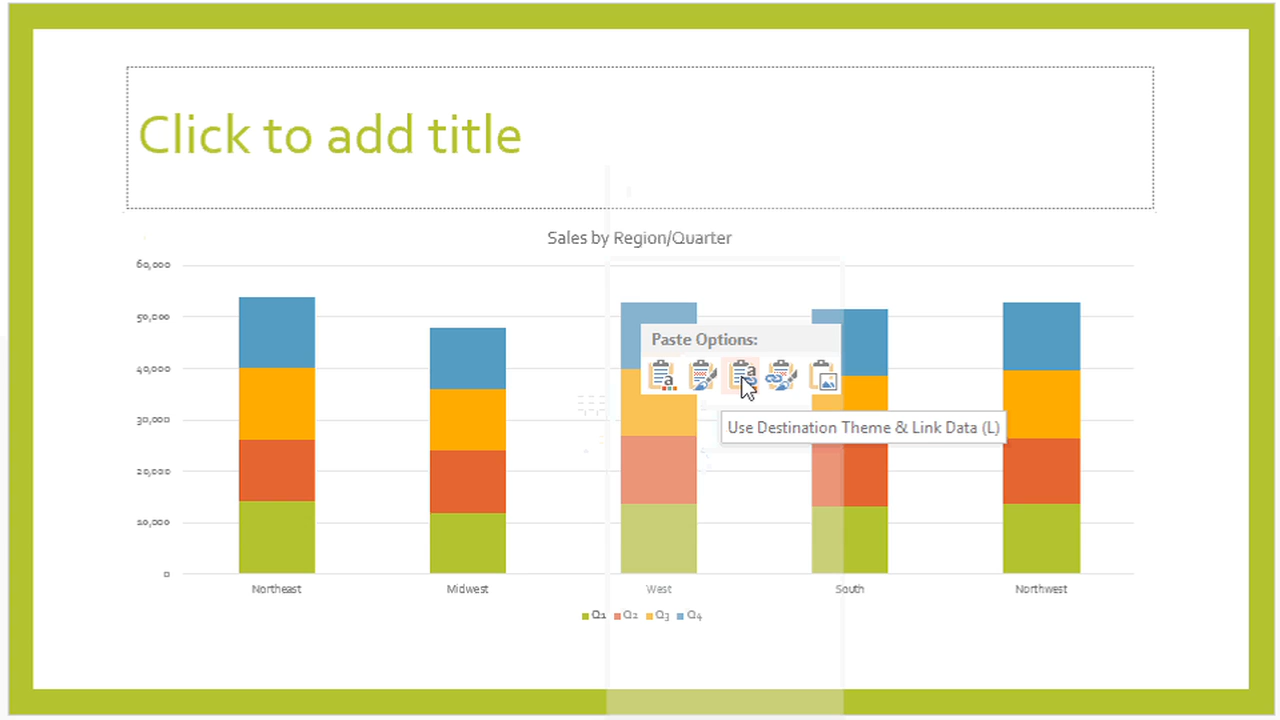 Click to add title
Sales by Region/Quarter
60,000
50,000
40,000
30,000
20,000
10,000
0
Paste Options:
Use Destination Theme & Link Data (L)
Northeast Midwest West South Northwest
Q1 Q2 Q3 Q4